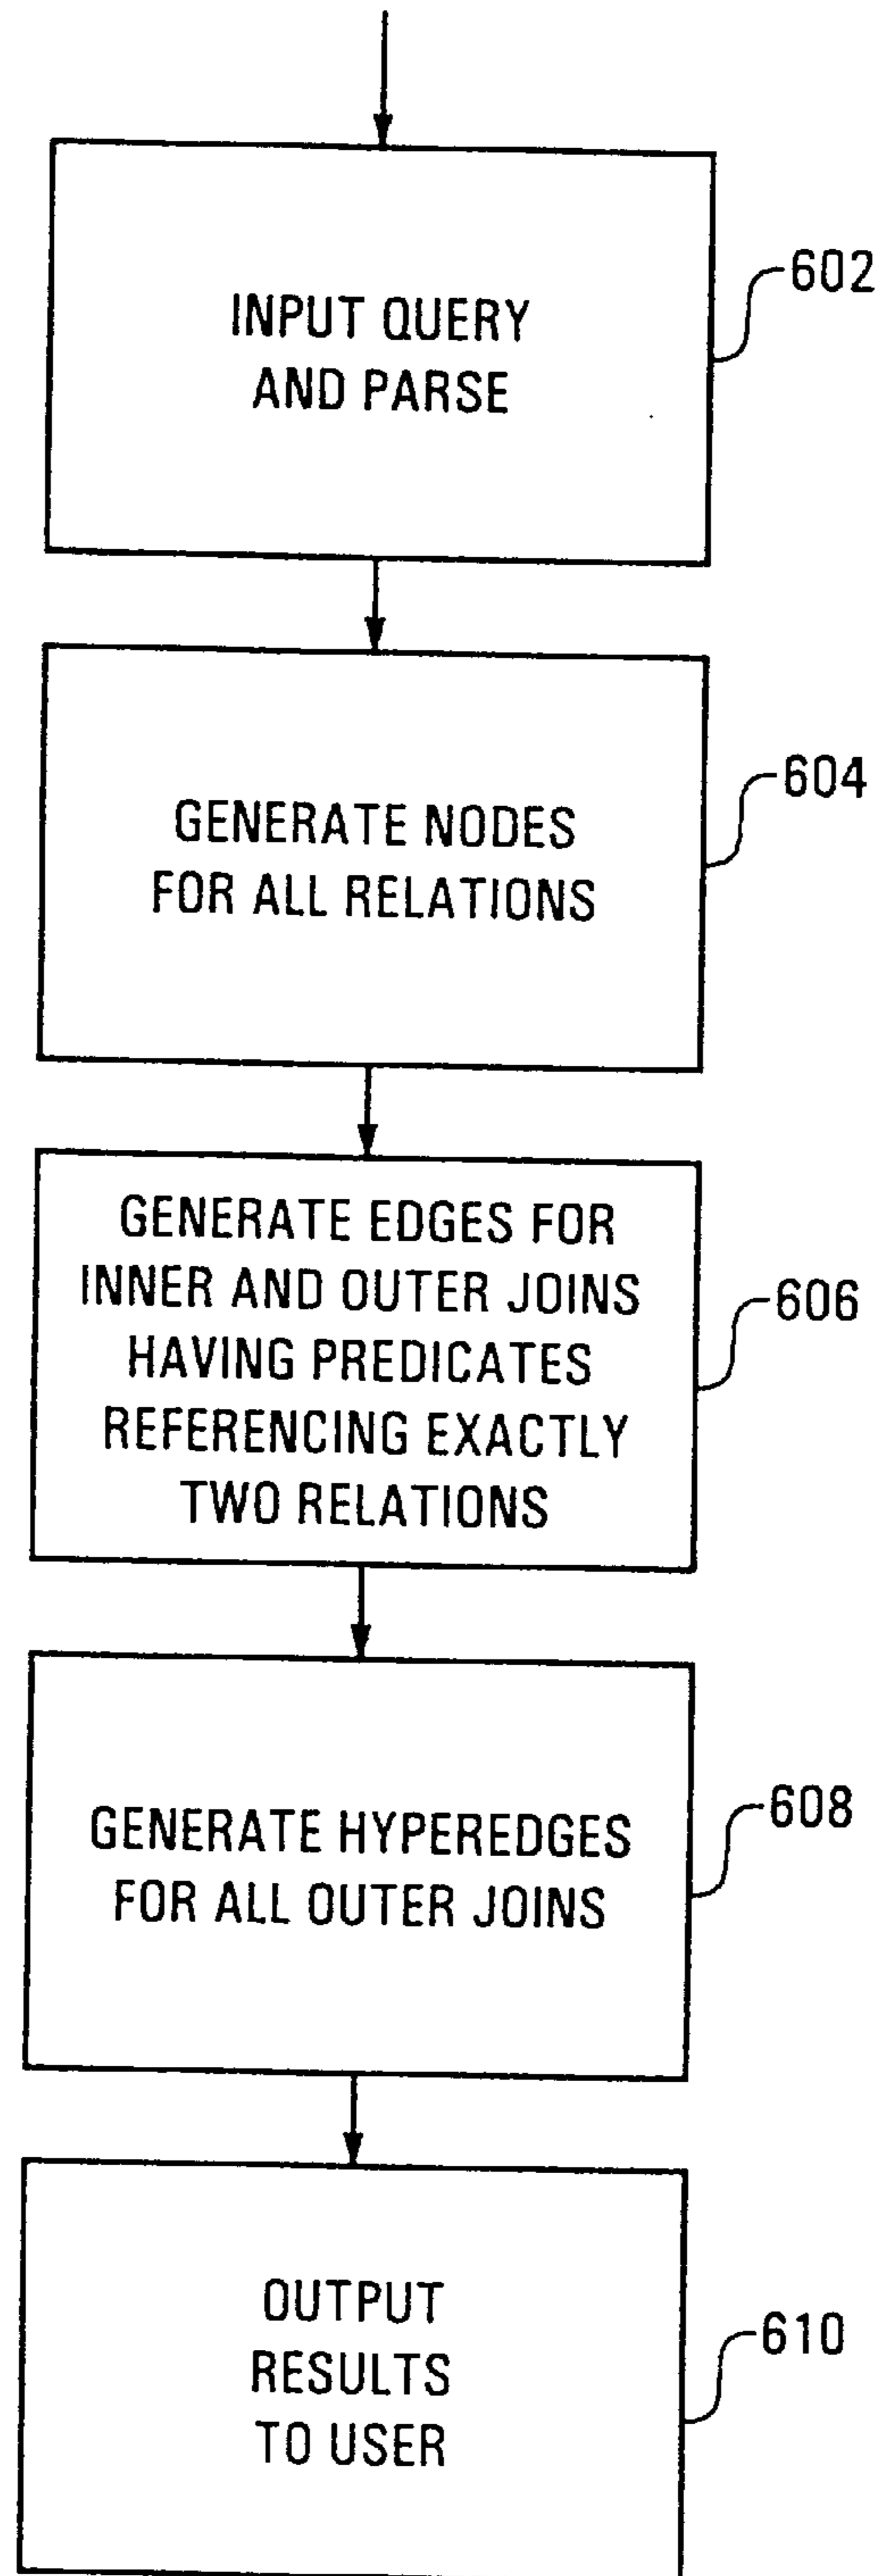 INPUT QUERY
AND PARSE
602
GENERATE NODES
FOR ALL RELATIONS
604
GENERATE EDGES FOR
INNER AND OUTER JOINS
HAVING PREDICATES
REFERENCING EXACTLY
TWO RELATIONS
606
GENERATE HYPEREDGES
FOR ALL OUTER JOINS
608
OUTPUT
RESULTS
TO USER
610